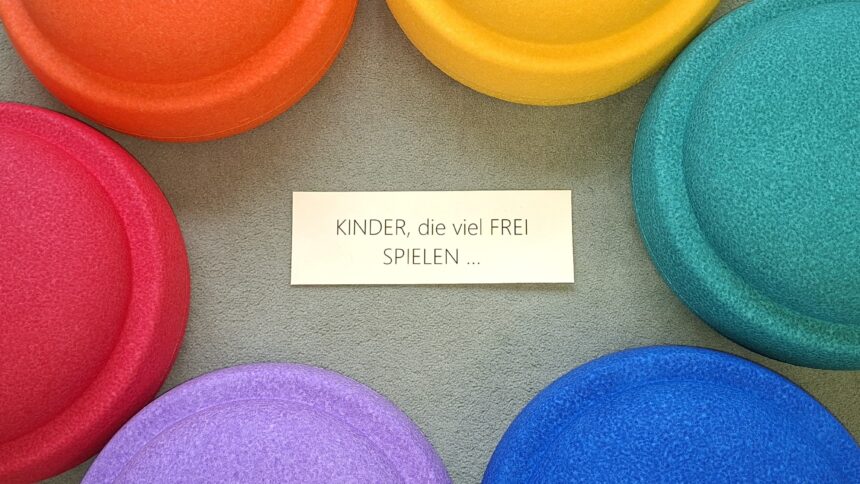 KINDER, die viel FREI
SPIELEN ...